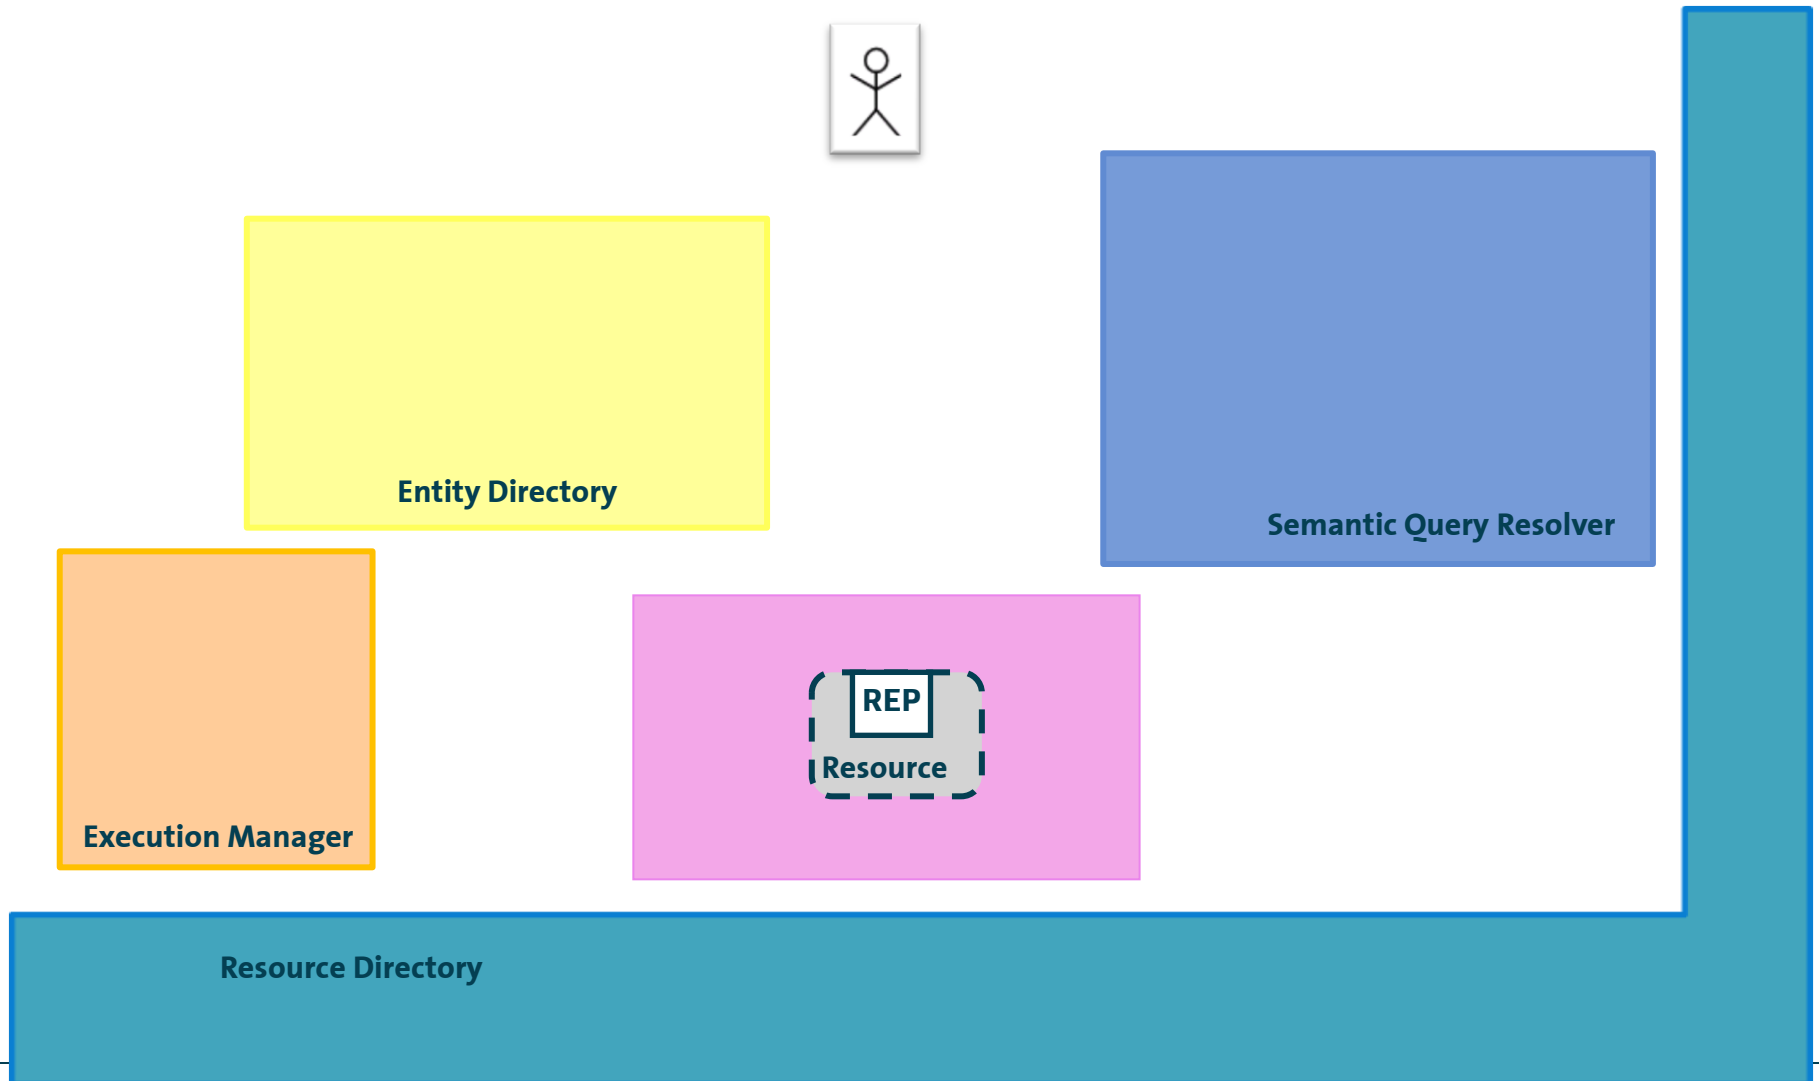 Entity Directory
Semantic Query Resolver
REP
Resource
Execution Manager
Resource Directory